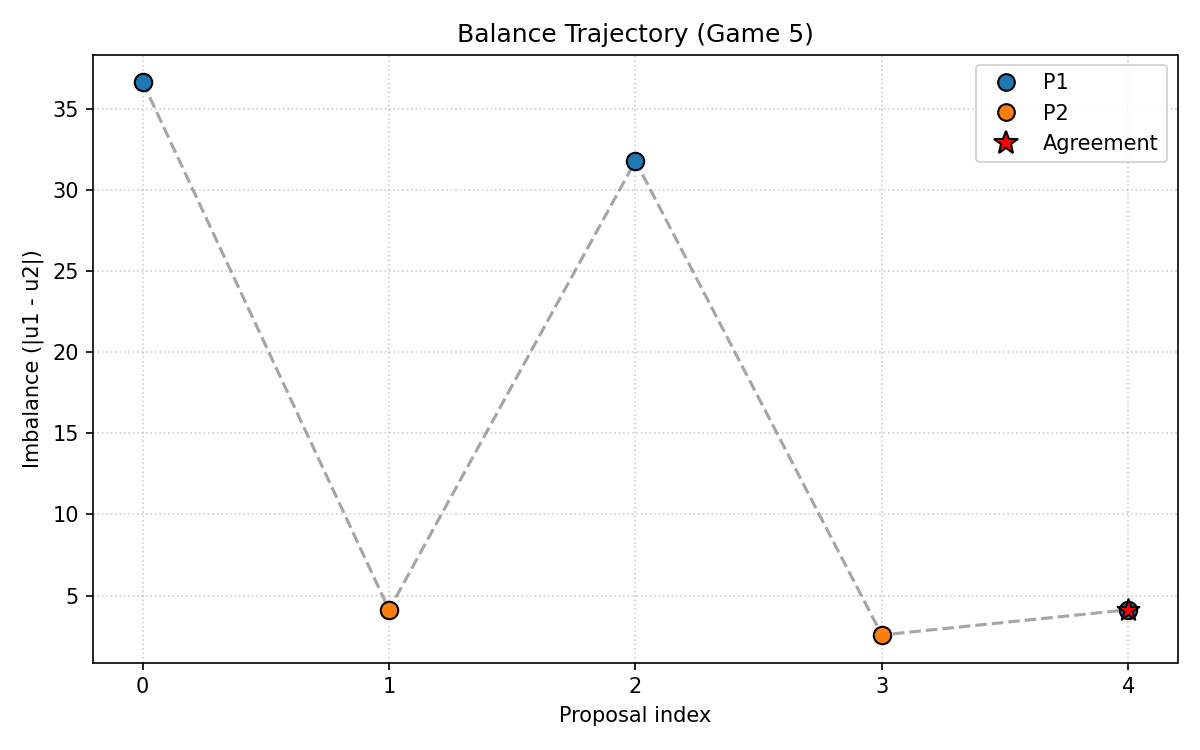 Balance Trajectory (Game 5)
P1
P2
Agreement
Imbalance (|u1 - u2|)
35
30
25
20
15
10
5
0 1 2 3 4
Proposal index